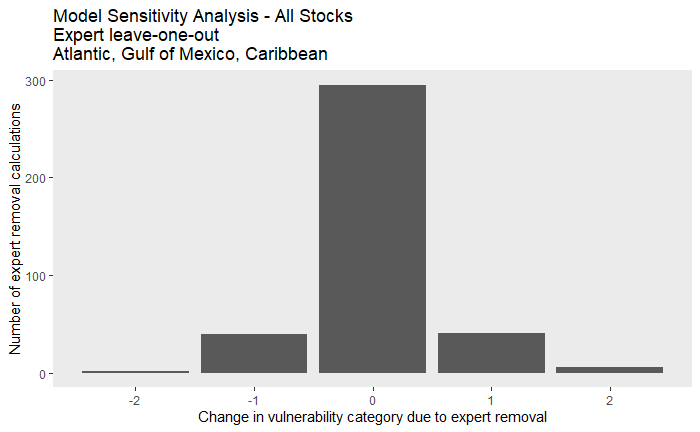 Model Sensitivity Analysis - All Stocks
Expert leave-one-out
Atlantic, Gulf of Mexico, Caribbean
Number of expert removal calculations
300
200
100
0
-2 -1 0 1 2
Change in vulnerability category due to expert removal